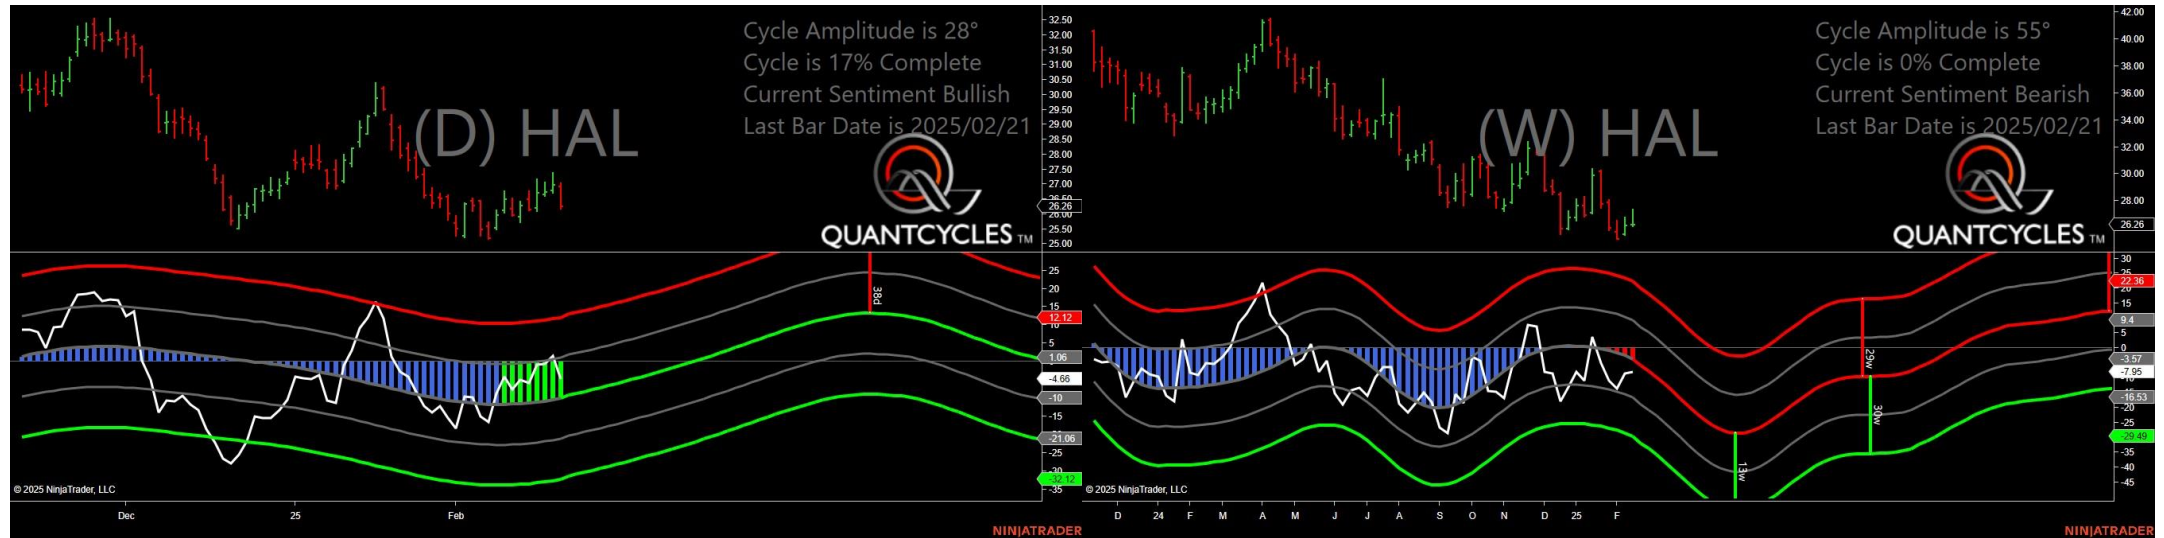 Cycle Amplitude is 28°
Cycle is 17% Complete
Current Sentiment Bullish
Last Bar Date is 2025/02/21
(D) HAL
QUANTCYCLES TM
32.50
32.00
31.50
31.00
30.50
30.00
29.50
29.00
28.50
28.00
27.50
27.00
26.26
26.00
25.50
25.00
38d
25
20
15
12.12
10
5
1.06
-4.66
-10
-15
-21.06
-25
-30
-32.12
-35
© 2025 NinjaTrader, LLC
Dec 25 Feb
NINJATRADER
Cycle Amplitude is 55°
Cycle is 0% Complete
Current Sentiment Bearish
Last Bar Date is 2025/02/21
(W) HAL
QUANTCYCLES TM
42.00
40.00
38.00
36.00
34.00
32.00
30.00
28.00
26.26
29w
30w
13w
30
25
22.36
20
15
9.4
5
0
-3.57
-7.95
-10
-16.53
-20
-25
-29.49
-35
-40
-45
© 2025 NinjaTrader, LLC
D 24 F M A M J J A S O N D 25 F
NINJATRADER